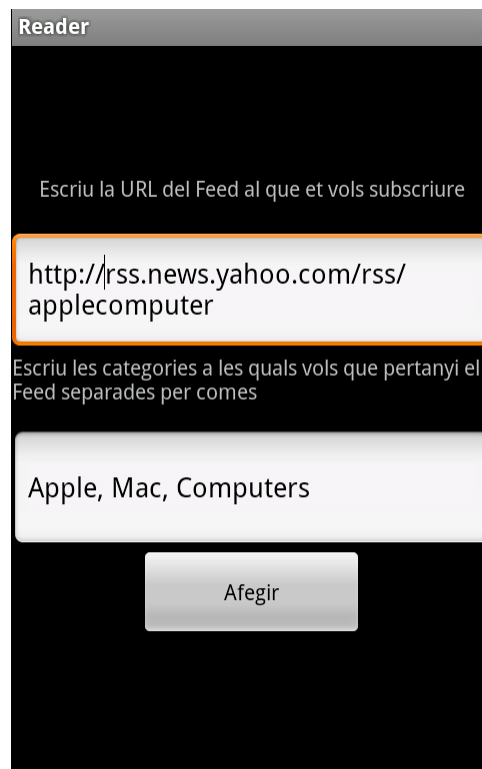 Reader
Escriu la URL del Feed al que et vols subscriure
http://rss.news.yahoo.com/rss/
applecomputer
Escriu les categories a les quals vols que pertanyi el
Feed separades per comes
Apple, Mac, Computers
Afegir